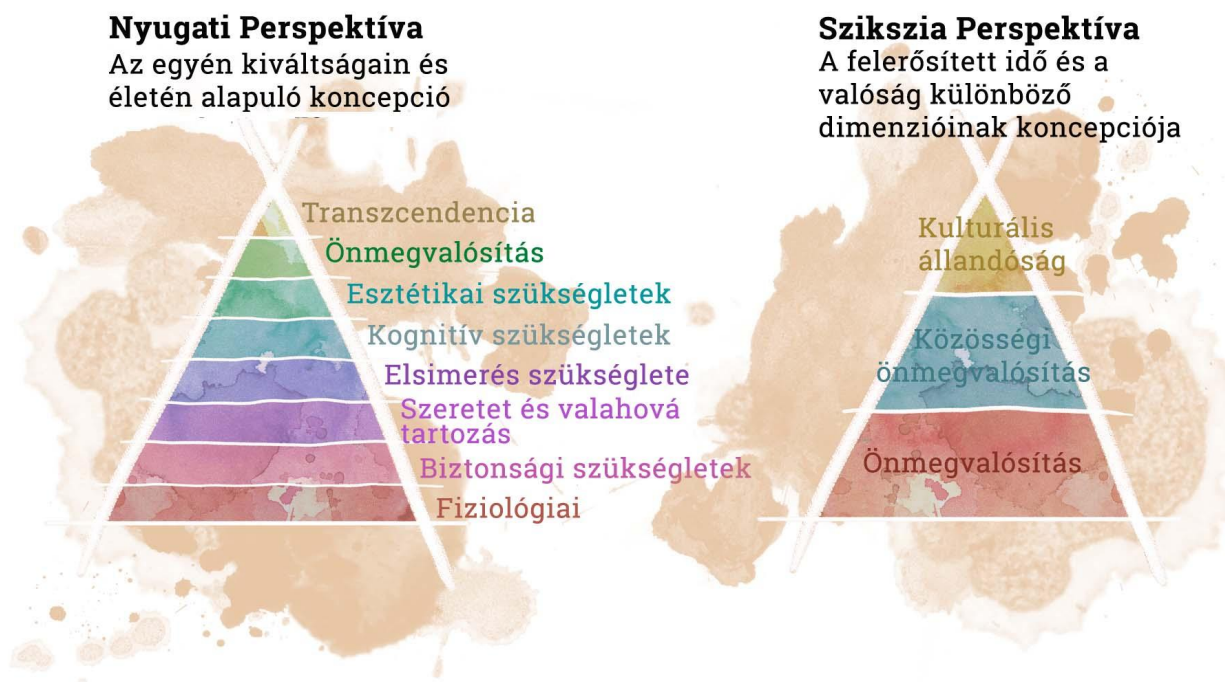 Nyugati Perspektíva
Az egyén kiváltságain és
életén alapuló koncepció
Transzcendencia
Önmegvalósítás
Esztétikai szükségletek
Kognitív szükségletek
Elsimerés szükséglete
Szeretet és valahová
tartozás
Biztonsági szükségletek
Fiziológiai
Szikszia Perspektíva
A felerősített idő és a
valóság különböző
dimenzióinak koncepciója
Kulturális
állandóság
Közösségi
önmegvalósítás
Önmegvalósítás